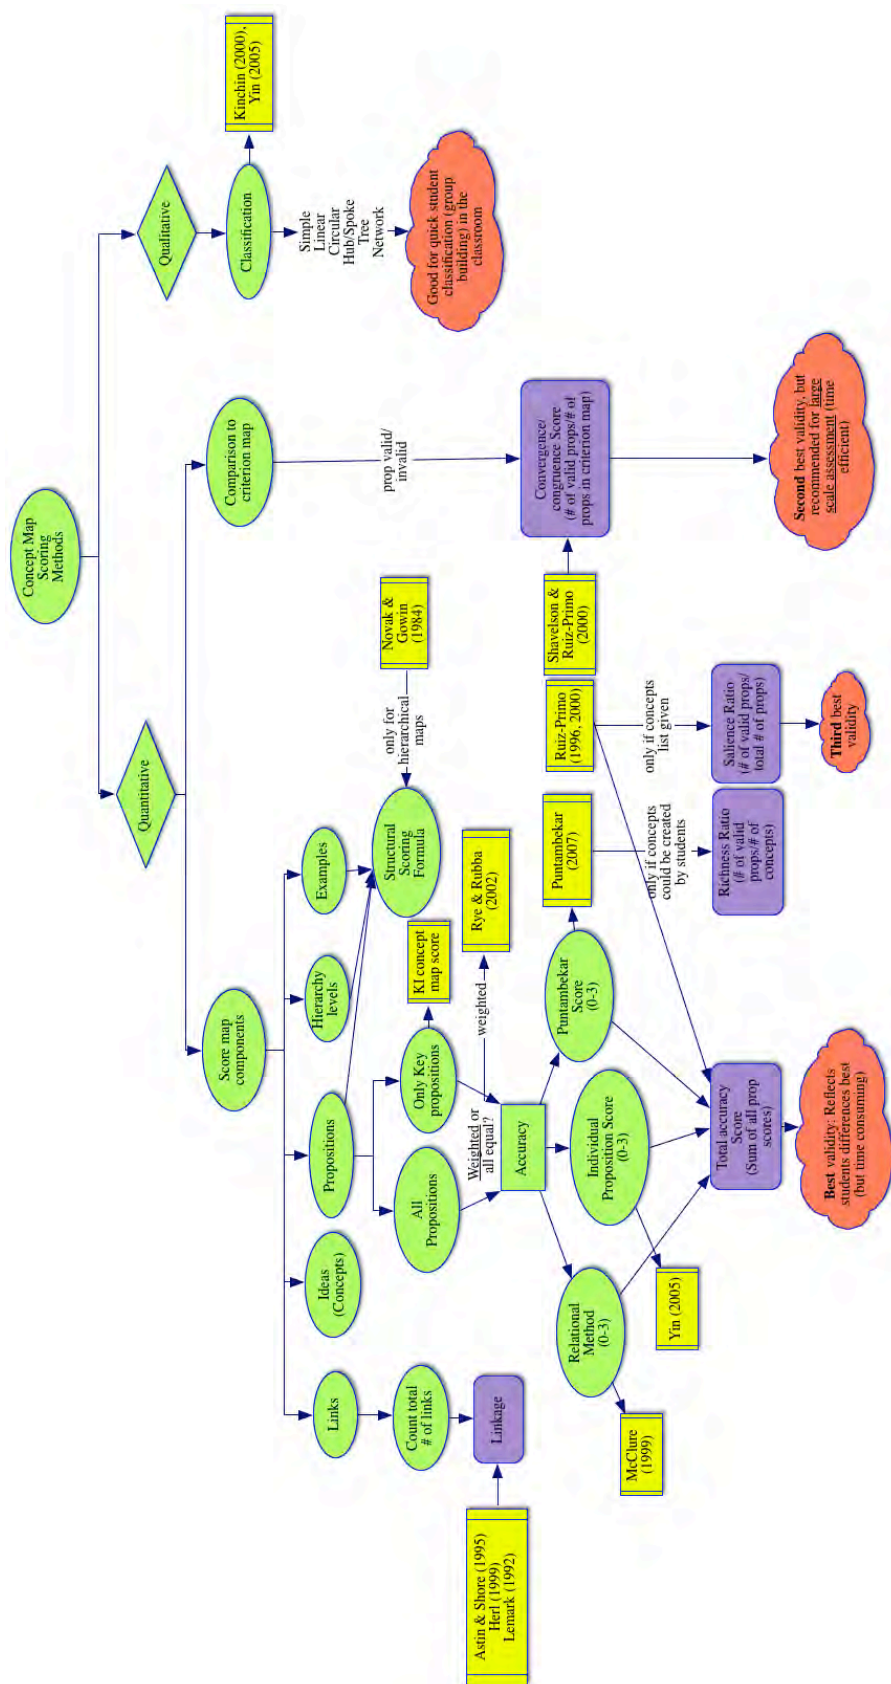 Concept Map
Scoring
Methods
Quantitative
Qualitative
Score map
components
Comparison to
criterion map
Classification
Kinchin (2000),
Yin (2005)
Links
Ideas
(Concepts)
Propositions
Hierarchy
levels
Examples
prop valid/
invalid
Simple
Linear
Circular
Hub/Spoke
Tree
Network
Count total
# of links
All
Propositions
Only Key
propositions
KI concept
map score
Structural
Scoring
Formula
only for
hierarchical
maps
Novak &
Gowin
(1984)
Good for quick student
classification (group
building) in the
classroom
Astin & Shore (1995)
Herl (1999)
Lemark (1992)
Linkage
Weighted or
all equal?
weighted
Rye & Rubba
(2002)
Accuracy
Relational
Method
(0-3)
Individual
Proposition Score
(0-3)
Puntambekar
Score
(0-3)
Puntambekar
(2007)
Ruiz-Primo
(1996, 2000)
Shavelson &
Ruiz-Primo
(2000)
Convergence/
congruence Score
(# of valid props/# of
props in criterion map)
McClure
(1999)
Yin (2005)
only if concepts
could be created
by students
only if concepts
list given
Total accuracy
Score
(Sum of all prop
scores)
Richness Ratio
(# of valid
props/# of
concepts)
Salience Ratio
(# of valid props/
total # of props)
Best validity: Reflects
students differences best
(but time consuming)
Third best
validity
Second best validity, but
recommended for large
scale assessment (time
efficient)